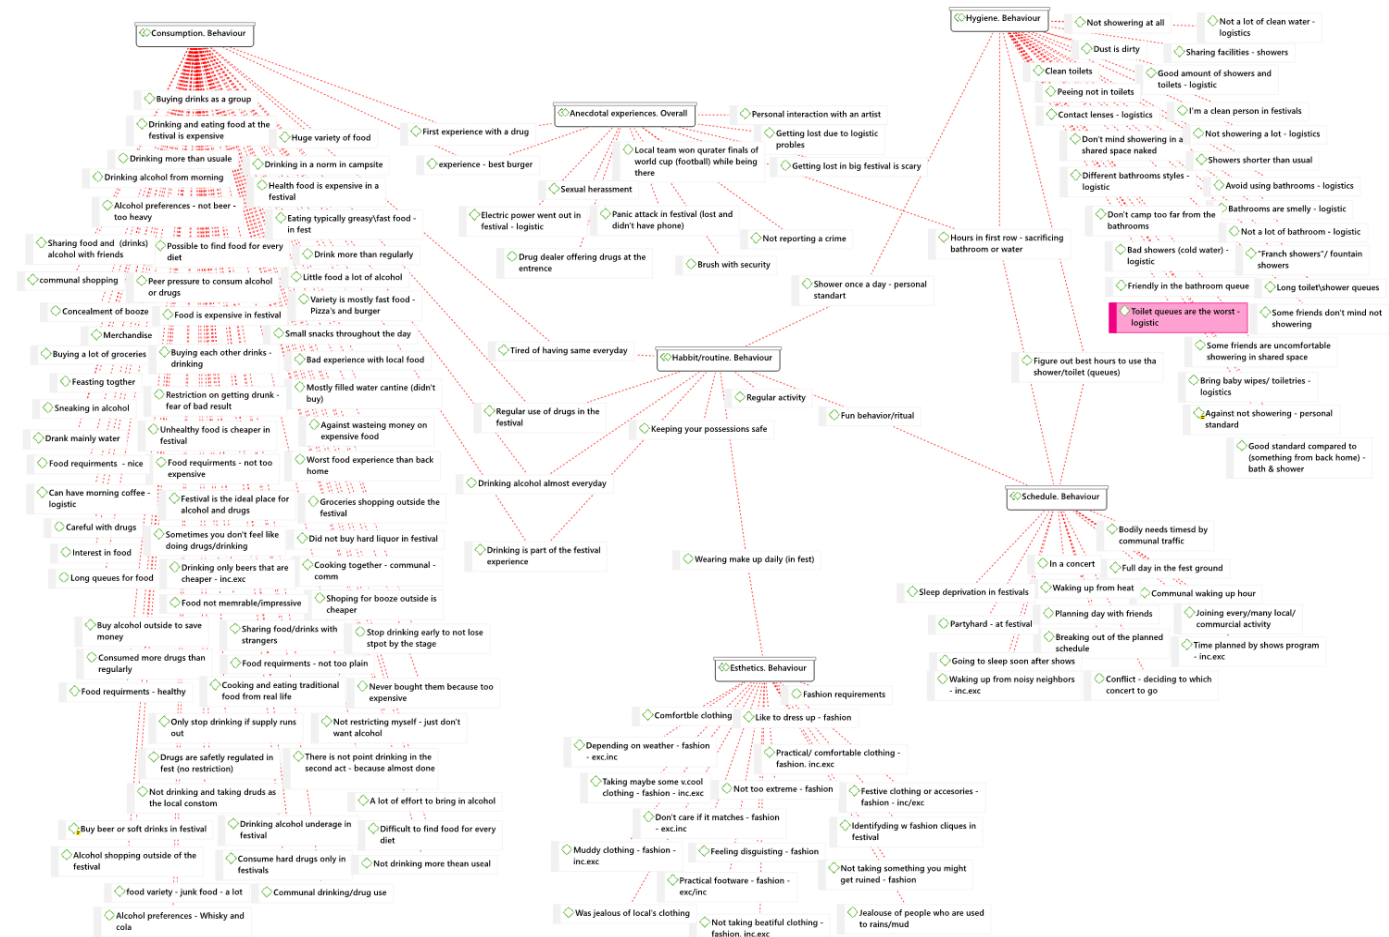 Consumption. Behaviour
Buying drinks as a group
Drinking and eating food at the
festival is expensive
Huge variety of food
Drinking more than usuale
Drinking in a norm in campsite
Drinking alcohol from morning
Health food is expensive in a
festival
Alcohol preferences - not beer -
too heavy
Eating typically greasy\fast food -
in fest
Sharing food and (drinks)
alcohol with friends
Possible to find food for every
diet
Drink more than regularly
communal shopping
Peer pressure to consum alcohol
or drugs
Little food a lot of alcohol
Variety is mostly fast food -
Pizza's and burger
Concealment of booze
Food is expensive in festival
Merchandise
Small snacks throughout the day
Buying a lot of groceries
Buying each other drinks -
drinking
Bad experience with local food
Feasting togther
Mostly filled water cantine (didn't
buy)
Restriction on getting drunk -
fear of bad result
Sneaking in alcohol
Against wasteing money on
expensive food
Drank mainly water
Unhealthy food is cheaper in
festival
Food requirments - nice
Food requirments - not too
expensive
Worst food experience than back
home
Can have morning coffee -
logistic
Festival is the ideal place for
alcohol and drugs
Groceries shopping outside the
festival
Careful with drugs
Sometimes you don't feel like
doing drugs/drinking
Did not buy hard liquor in festival
Interest in food
Long queues for food
Drinking only beers that are
cheaper - inc.exc
Cooking together - communal -
comm
Food not memrable/impressive
Shoping for booze outside is
cheaper
Buy alcohol outside to save
money
Sharing food/drinks with
strangers
Stop drinking early to not lose
stpot by the stage
Consumed more drugs than
regularly
Food requirments - not too plain
Food requirments - healthy
Cooking and eating traditional
food from real life
Never bought them because too
expensive
Only stop drinking if supply runs
out
Not restricting myself - just don't
want alcohol
Drugs are safetly regulated in
fest (no restriction)
There is not point drinking in the
second act - because almost done
Not drinking and taking druds as
the local constom
A lot of effort to bring in alcohol
Buy beer or soft drinks in festival
Drinking alcohol underage in
festival
Difficult to find food for every
diet
Alcohol shopping outside of the
festival
Consume hard drugs only in
festivals
Not drinking more thean useal
food variety - junk food - a lot
Communal drinking/drug use
Alcohol preferences - Whisky and
cola
Anecdotal experiences. Overall
Personal interaction with an artist
First experience with a drug
Getting lost due to logistic
probles
experience - best burger
Local team won qurater finals of
world cup (football) while being
there
Getting lost in big festival is scary
Sexual herassment
Electric power went out in
festival - logistic
Panic attack in festival (lost and
didn't have phone)
Not reporting a crime
Drug dealer offering drugs at the
entrence
Brush with security
Hygiene. Behaviour
Not showering at all
Not a lot of clean water -
logistics
Dust is dirty
Sharing facilities - showers
Clean toilets
Good amount of showers and
toilets - logistic
Peeing not in toilets
Contact lenses - logistics
I'm a clean person in festivals
Don't mind showering in a
shared space naked
Not showering a lot - logistics
Showers shorter than usual
Different bathrooms styles -
logistic
Avoid using bathrooms - logistics
Don't camp too far from the
bathrooms
Bathrooms are smelly - logistic
Not a lot of bathroom - logistic
Hours in first row - sacrificing
bathroom or water
Bad showers (cold water) -
logistic
"Franch showers"/ fountain
showers
Shower once a day - personal
standart
Friendly in the bathroom queue
Long toilet\shower queues
Toilet queues are the worst -
logistic
Some friends don't mind not
showering
Some friends are uncomfortable
showering in shared space
Figure out best hours to use tha
shower/toilet (queues)
Bring baby wipes/ toiletries -
logistics
Against not showering - personal
standard
Good standard compared to
(something from back home) -
bath & shower
Habbit/routine. Behaviour
Tired of having same everyday
Regular activity
Regular use of drugs in the
festival
Keeping your possessions safe
Fun behavior/ritual
Drinking alcohol almost everyday
Drinking is part of the festival
experience
Wearing make up daily (in fest)
Schedule. Behaviour
Bodily needs timesd by
communal traffic
In a concert
Full day in the fest ground
Sleep deprivation in festivals
Waking up from heat
Communal waking up hour
Partyhard - at festival
Planning day with friends
Joining every/many local/
commurcial activity
Breaking out of the planned
schedule
Time planned by shows program
- inc.exc
Going to sleep soon after shows
Waking up from noisy neighbors
- inc.exc
Conflict - deciding to which
concert to go
Esthetics. Behaviour
Fashion requirements
Comfortble clothing
Like to dress up - fashion
Depending on weather - fashion
- exc.inc
Practical/ comfortable clothing -
fashion. inc.exc
Taking maybe some v.cool
clothing - fashion - inc.exc
Not too extreme - fashion
Festive clothing or accesories -
fashion - inc/exc
Don't care if it matches - fashion
- exc.inc
Identifyding w fashion cliques in
festival
Muddy clothing - fashion -
inc.exc
Feeling disgusting - fashion
Not taking something you might
get ruined - fashion
Practical footware - fashion -
exc/inc
Was jealous of local's clothing
Not taking beatiful clothing -
fashion. inc.exc
Jealouse of people who are used
to rains/mud